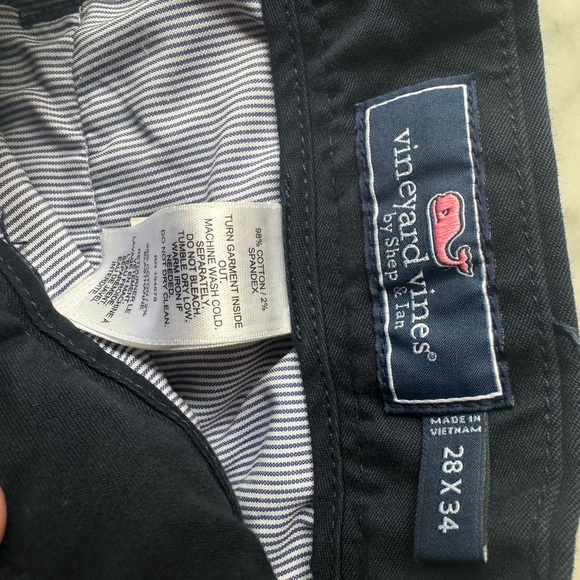 vineyard vines®
by Shep & Ian
MADE IN
VIETNAM
28 X 34
98% COTTON / 2%
SPANDEX
TURN GARMENT INSIDE
OUT
MACHINE WASH COLD,
SEPARATELY.
DO NOT BLEACH.
TUMBLE DRY LOW.
WARM IRON IF
NEEDED.
DO NOT DRY CLEAN.